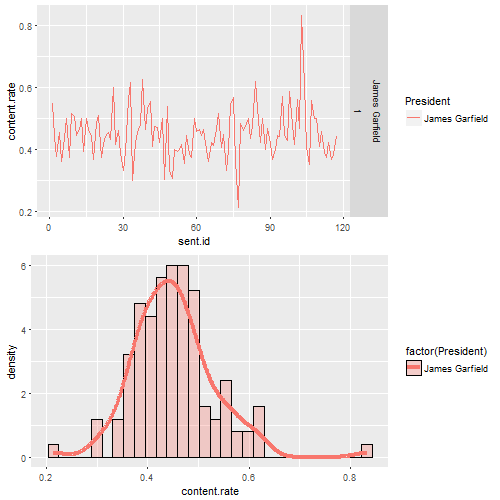 0.8
0.6
0.4
0.2
content.rate
0
30
60
90
120
sent.id
James Garfield
1
President
James Garfield
6
4
2
0
density
0.2
0.4
0.6
0.8
content.rate
factor(President)
James Garfield